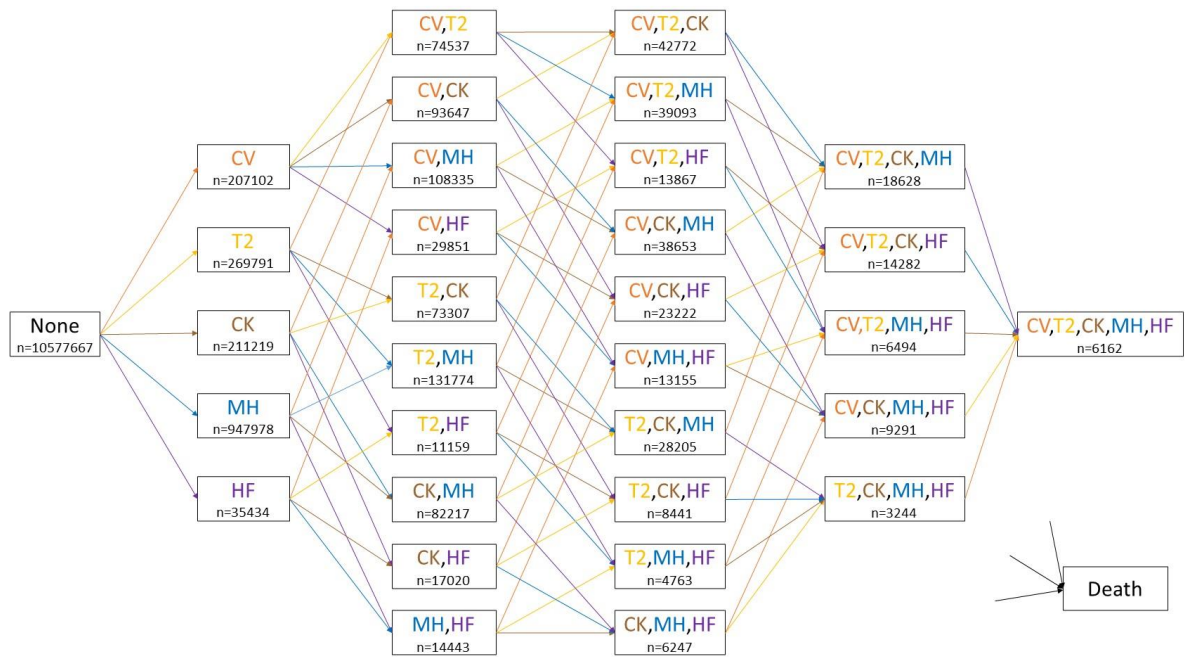 None
n=10577667
CV
n=207102
T2
n=269791
CK
n=211219
MH
n=947978
HF
n=35434
CV,T2
n=74537
CV,CK
n=93647
CV,MH
n=108335
CV,HF
n=29851
T2,CK
n=73307
T2,MH
n=131774
T2,HF
n=11159
CK,MH
n=82217
CK,HF
n=17020
MH,HF
n=14443
CV,T2,CK
n=42772
CV,T2,MH
n=39093
CV,T2,HF
n=13867
CV,CK,MH
n=38653
CV,CK,HF
n=23222
CV,MH,HF
n=13155
T2,CK,MH
n=28205
T2,CK,HF
n=8441
T2,MH,HF
n=4763
CK,MH,HF
n=6247
CV,T2,CK,MH
n=18628
CV,T2,CK,HF
n=14282
CV,T2,MH,HF
n=6494
CV,CK,MH,HF
n=9291
T2,CK,MH,HF
n=3244
CV,T2,CK,MH,HF
n=6162
Death